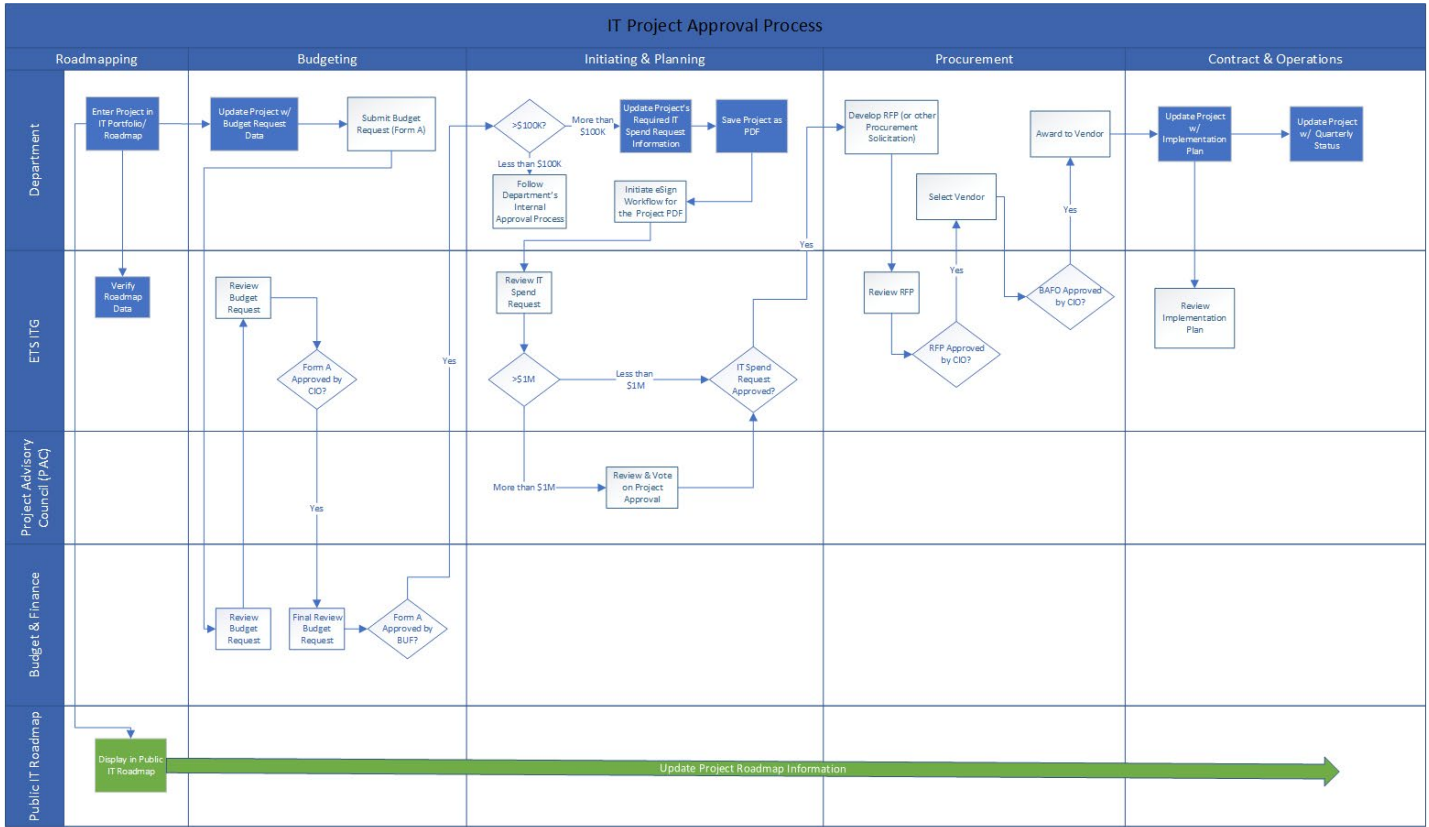 IT Project Approval Process
Roadmapping
Budgeting
Initiating & Planning
Procurement
Contract & Operations
Department
Enter Project in
IT Portfolio/
Roadmap
Update Project w/
Budget Request
Data
Submit Budget
Request (Form A)
>$100K?
More than
$100K
Update Project's
Required IT
Spend Request
Information
Save Project as
PDF
Less than $100K
Follow
Department's
Internal
Approval Process
Initiate eSign
Workflow for
the Project PDF
Develop RFP (or other
Procurement
Solicitation)
Award to Vendor
Select Vendor
Yes
Update Project
w/
Implementation
Plan
Update Project
w/ Quarterly
Status
ETS ITG
Verify
Roadmap
Data
Review
Budget
Request
Form A
Approved by
CIO?
Yes
Review IT
Spend
Request
>$1M
Less than
$1M
IT Spend
Request
Approved?
Yes
Review RFP
Yes
RFP Approved
by CIO?
BAFO Approved
by CIO?
Review
Implementation
Plan
Project Advisory
Council (PAC)
Yes
More than $1M
Review & Vote
on Project
Approval
Budget & Finance
Review
Budget
Request
Final Review
Budget
Request
Form A
Approved by
BUF?
Public IT Roadmap
Display in Public
IT Roadmap
Update Project Roadmap Information